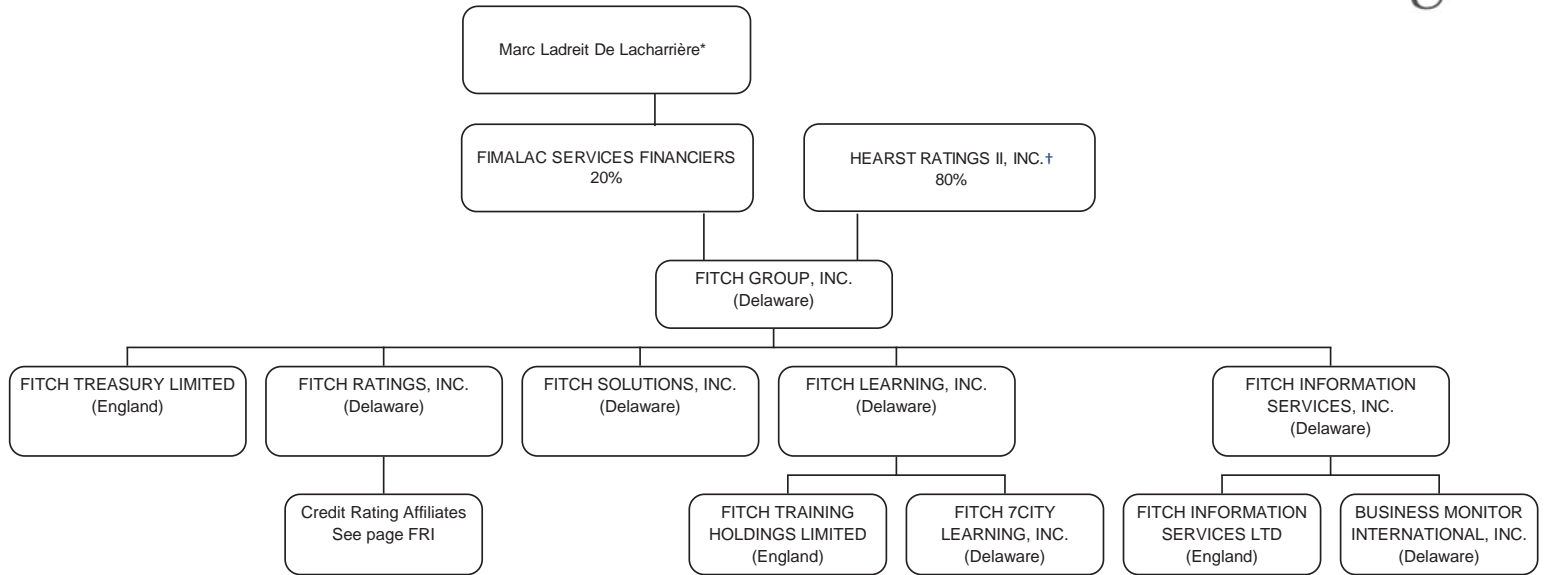 Marc Ladreit De Lacharrière*
FIMALAC SERVICES FINANCIERS
20%
HEARST RATINGS II, INC.†
80%
FITCH GROUP, INC.
(Delaware)
FITCH TREASURY LIMITED
(England)
FITCH RATINGS, INC.
(Delaware)
FITCH SOLUTIONS, INC.
(Delaware)
FITCH LEARNING, INC.
(Delaware)
FITCH INFORMATION
SERVICES, INC.
(Delaware)
Credit Rating Affiliates
See page FRI
FITCH TRAINING
HOLDINGS LIMITED
(England)
FITCH 7CITY
LEARNING, INC.
(Delaware)
FITCH INFORMATION
SERVICES LTD
(England)
BUSINESS MONITOR
INTERNATIONAL, INC.
(Delaware)